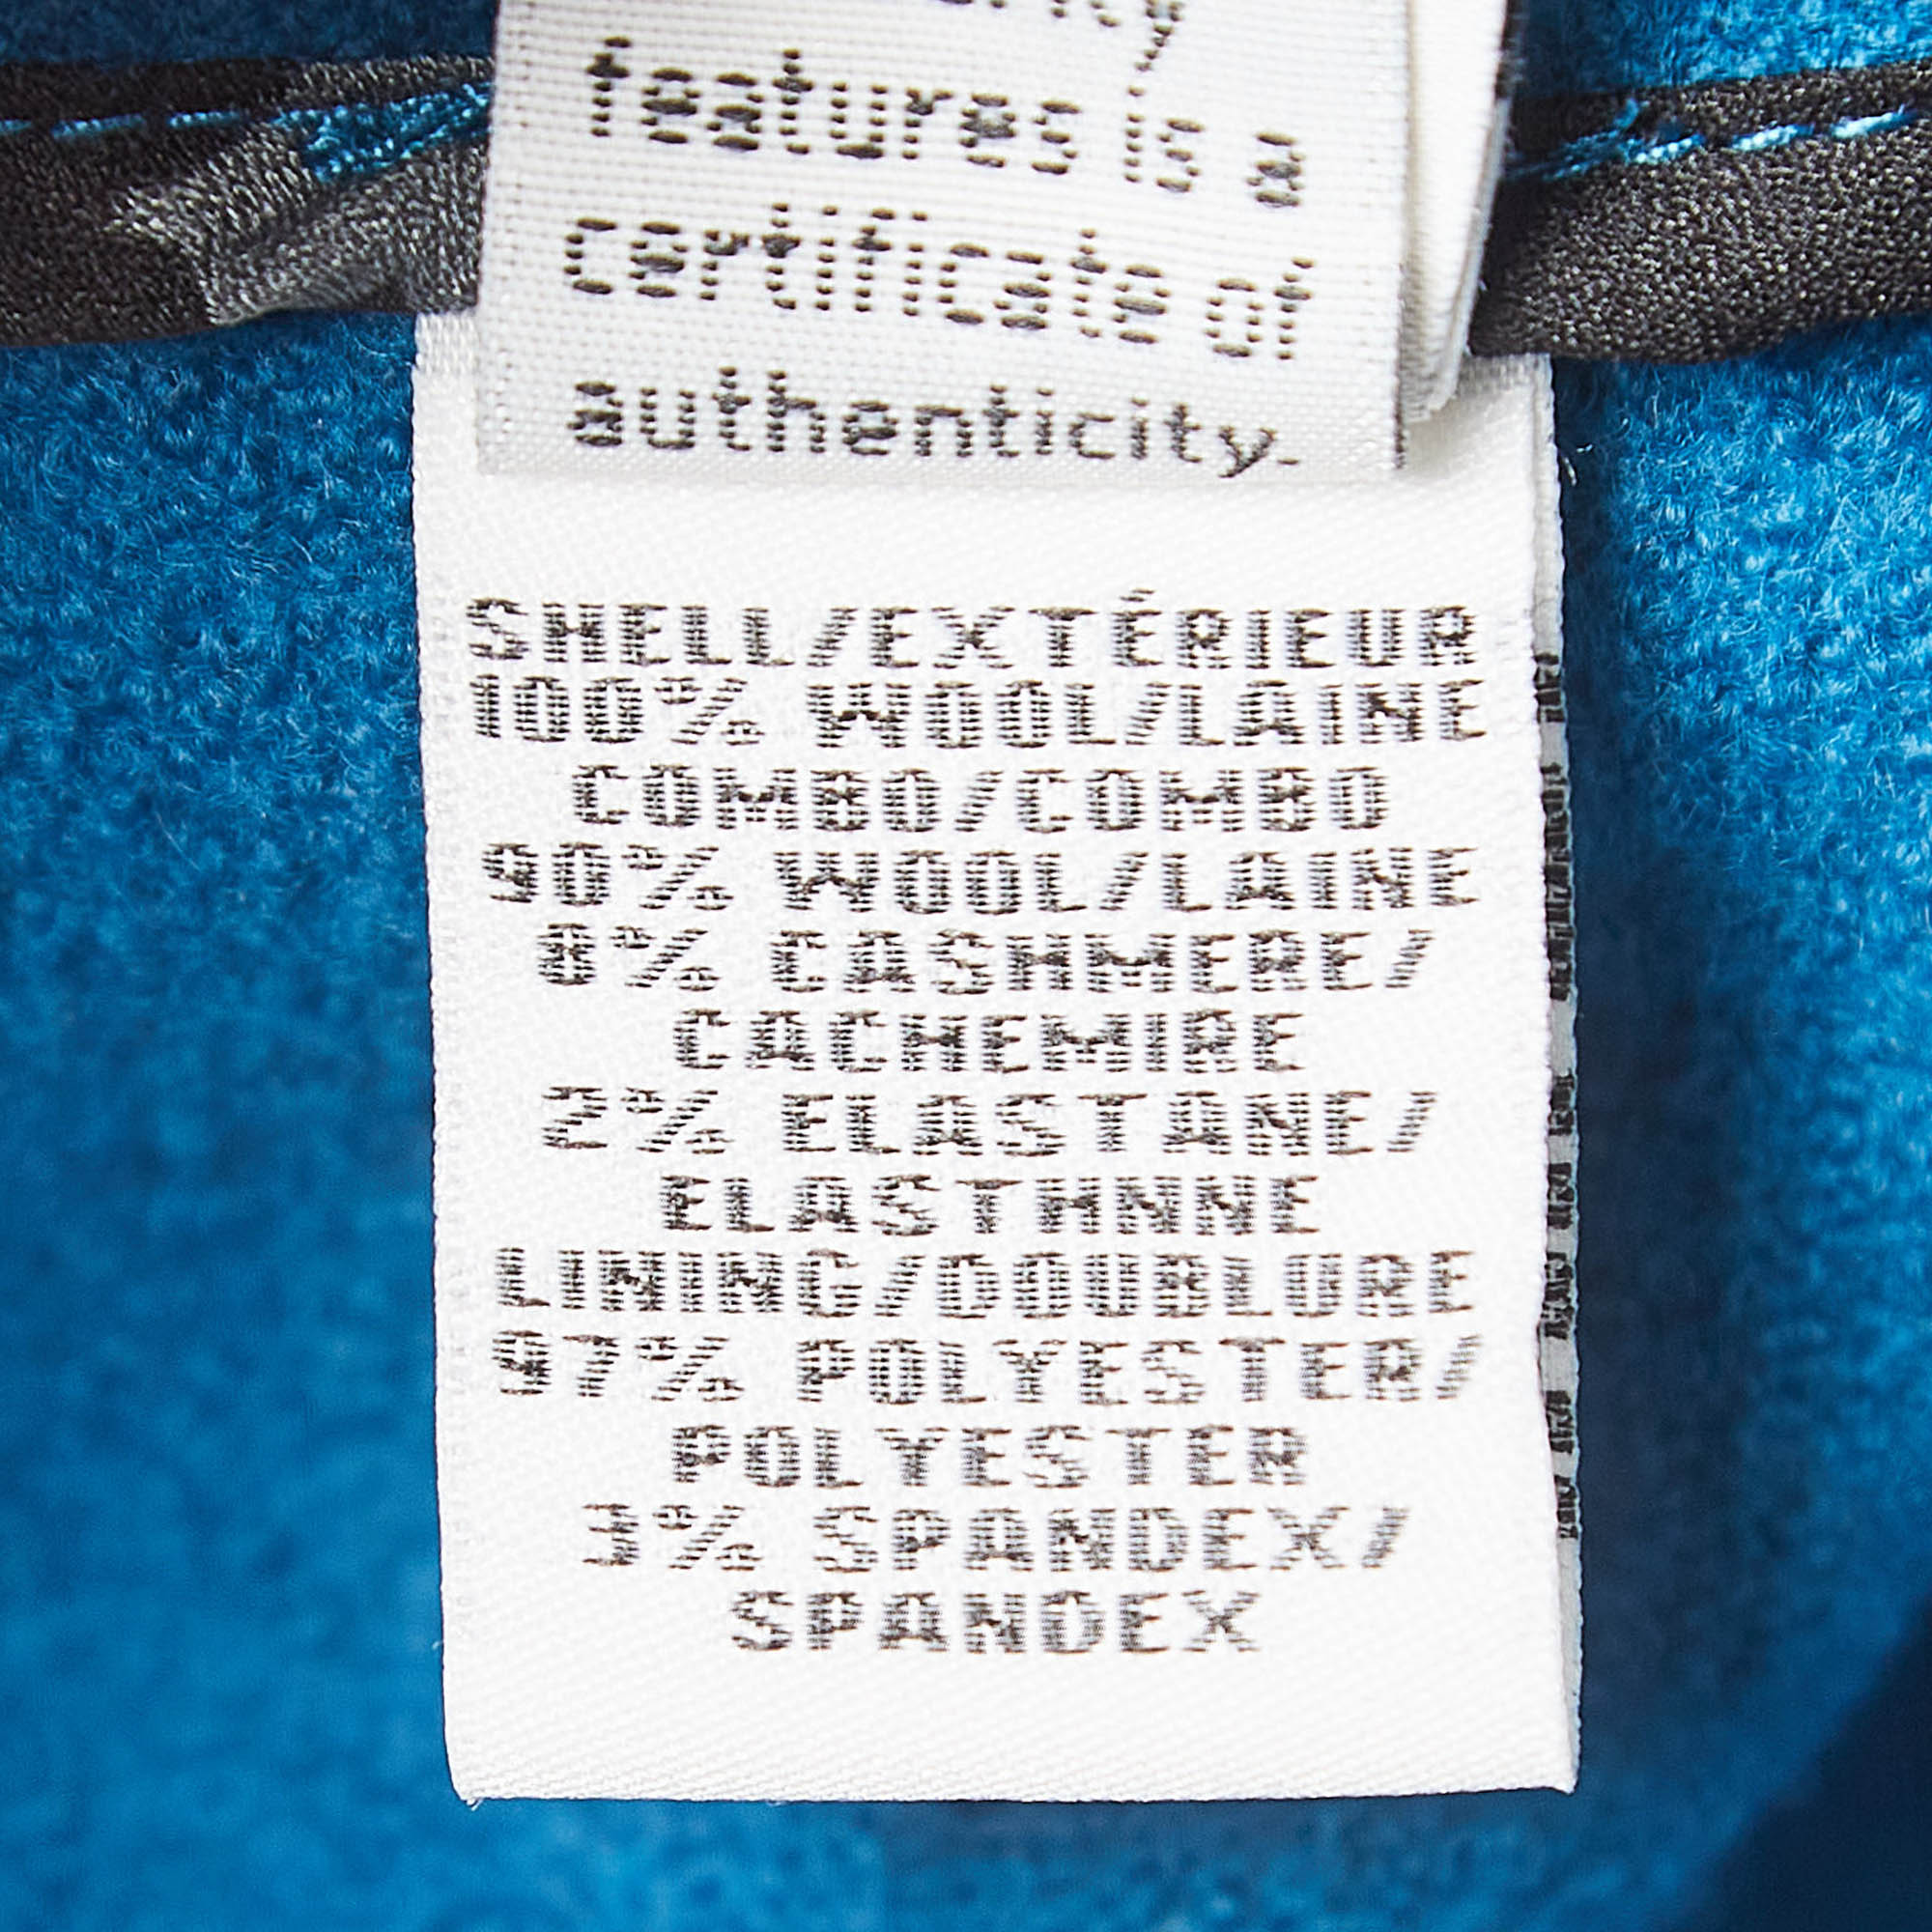 features is a
certificate of
authenticity.
SHELL/EXTÉRIEUR
100% WOOL/LAINE
COMBO/COMBO
90% WOOL/LAINE
8% CASHMERE/
CACHEMIRE
2% ELASTANE/
ELASTHNNE
LINING/DOUBLURE
97% POLYESTER/
POLYESTER
3% SPANDEX/
SPANDEX